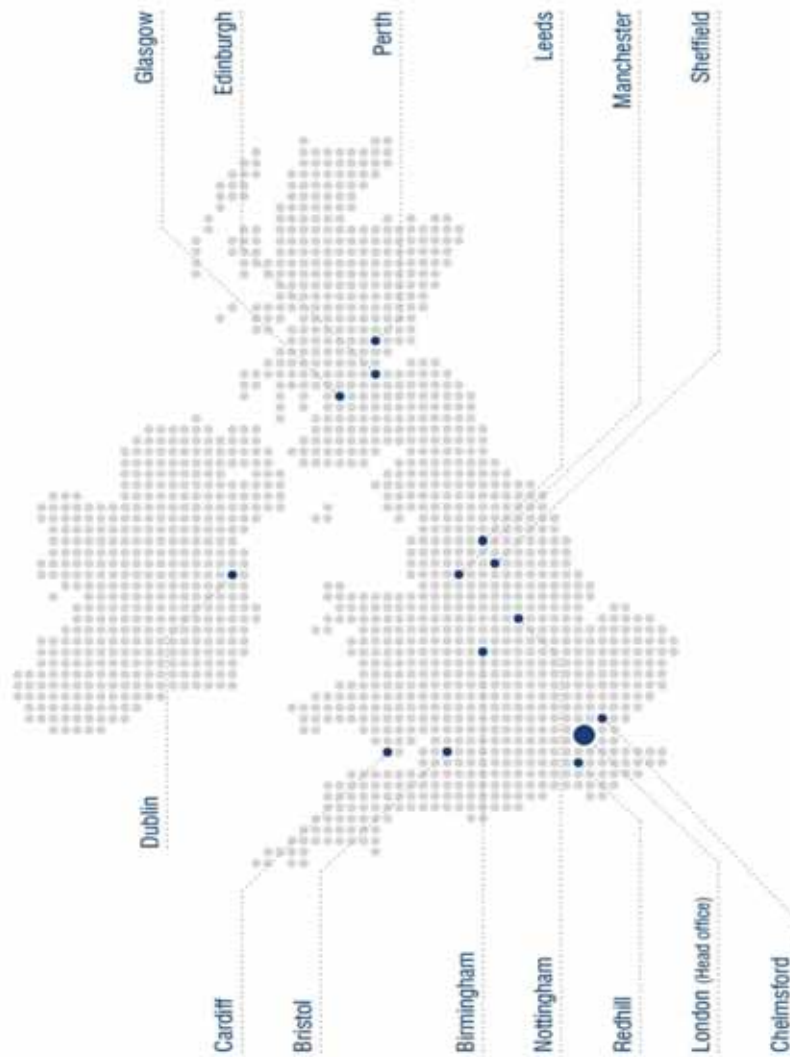 Glasgow
Edinburgh
Perth
Leeds
Manchester
Sheffield
Dublin
Cardiff
Bristol
Birmingham
Nottingham
Redhill
London (Head office)
Chelmsford